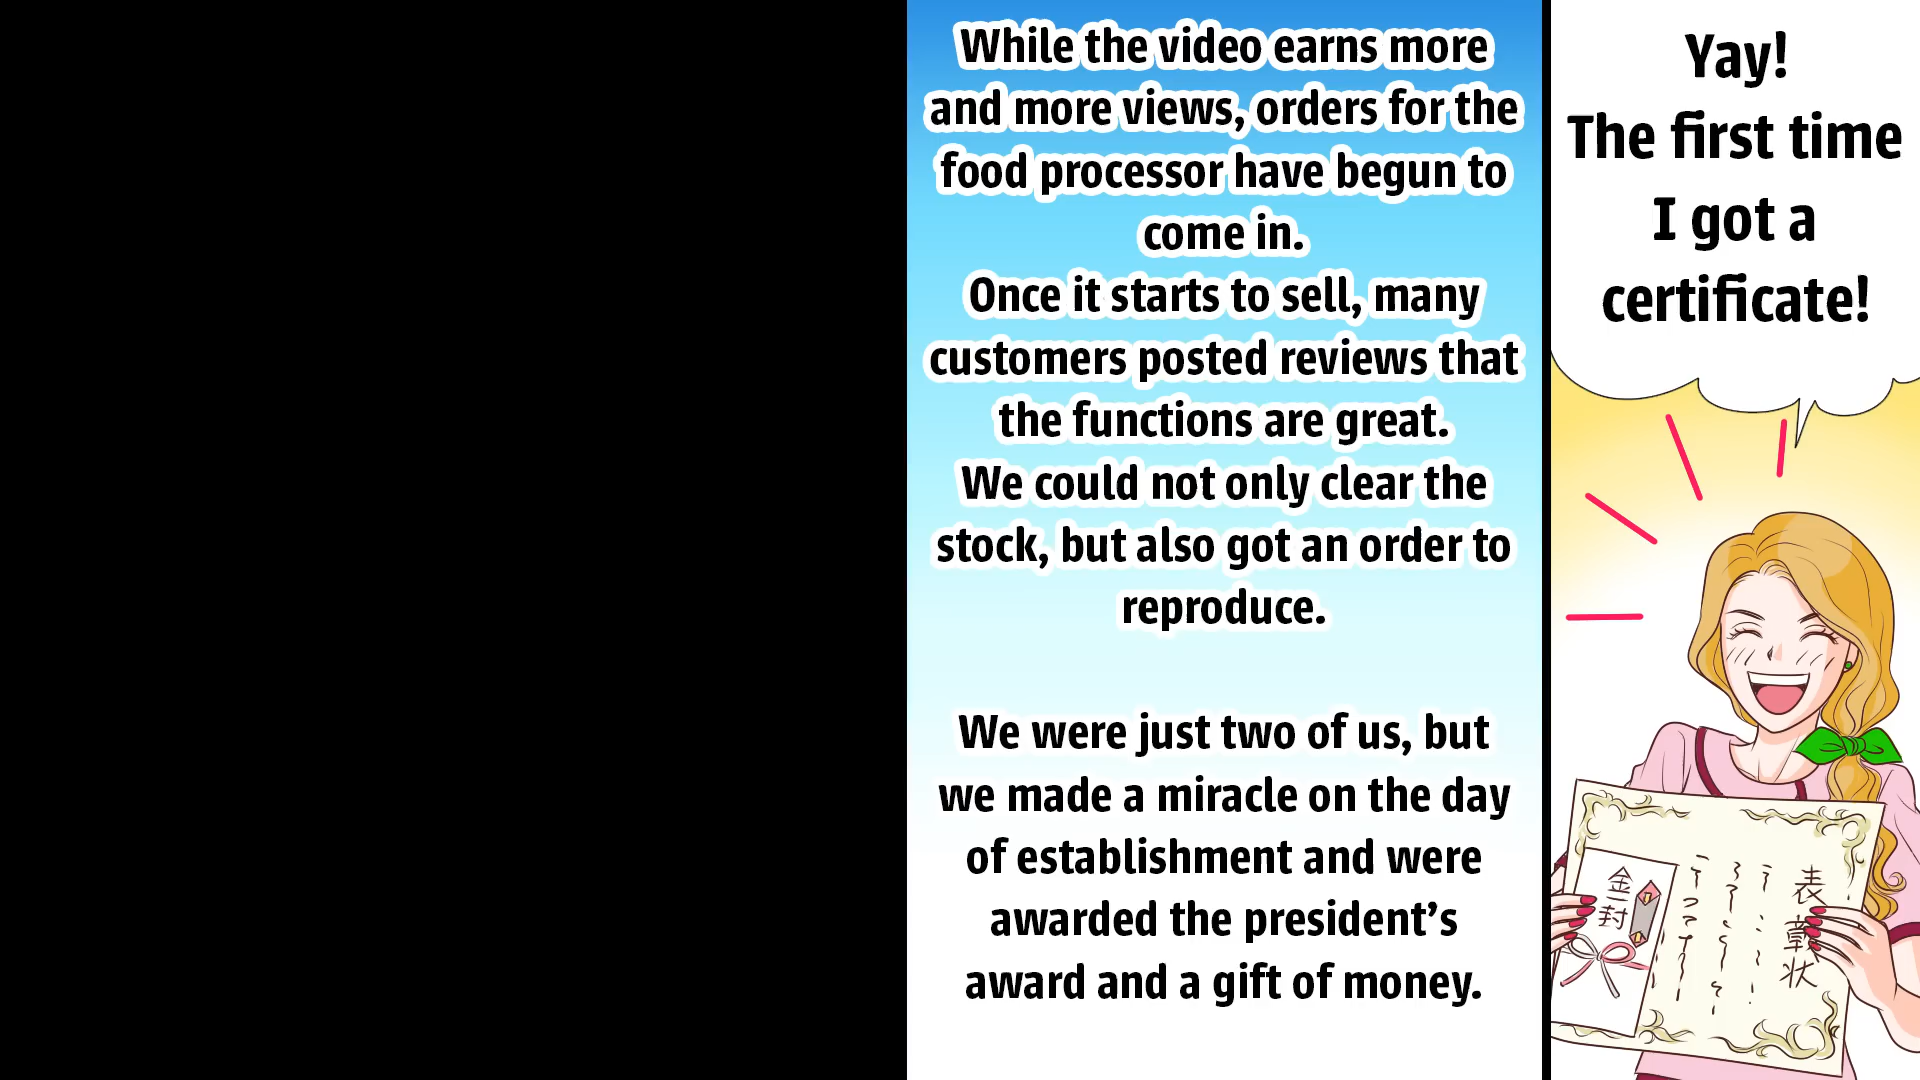 While the video earns more
and more views, orders for the
food processor have begun to
come in.
Once it starts to sell, many
customers posted reviews that
the functions are great.
We could not only clear the
stock, but also got an order to
reproduce.
We were just two of us, but
we made a miracle on the day
of establishment and were
awarded the president’s
award and a gift of money.
Yay!
The first time
I got a
certificate!
表彰状
金封